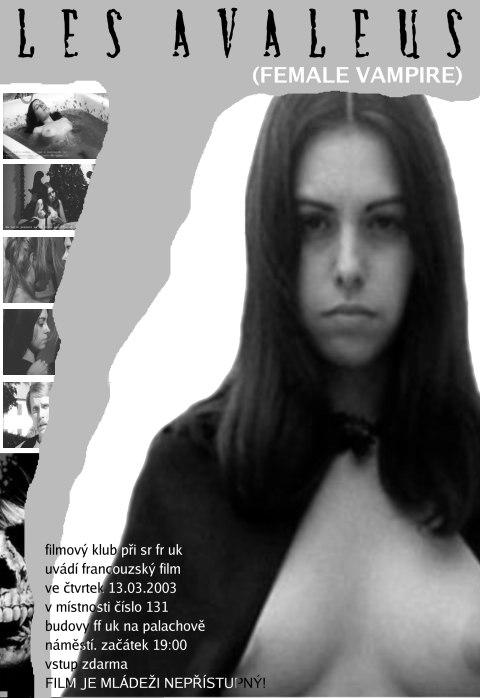 LES AVALEUS
(FEMALE VAMPIRE)
filmový klub při sr fr uk
uvádí francouzský film
ve čtvrtek 13.03.2003
v místnosti číslo 131
budovy ff uk na palachově
náměstí. začátek 19:00
vstup zdarma
FILM JE MLÁDEŽI NEPŘÍSTUPNÝ!